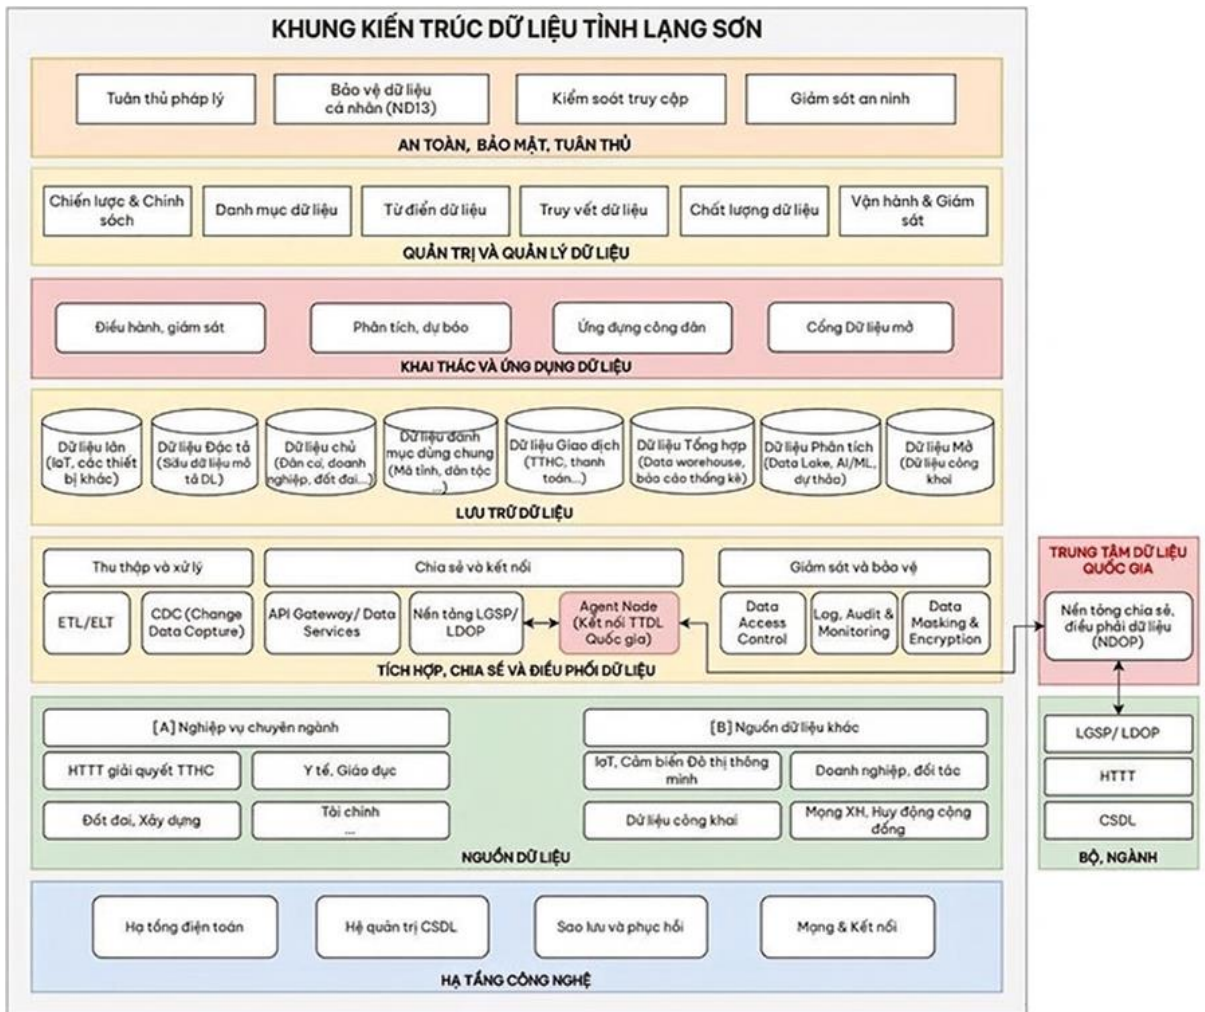 KHUNG KIẾN TRÚC DỮ LIỆU TỈNH LẠNG SƠN
Tuân thủ pháp lý
Bảo vệ dữ liệu
cá nhân (ND13)
Kiểm soót truy cộp
Giảm sát an ninh
AN TOÀN, BẢO MẬT, TUÂN THỦ
Chiến lược & Chính
sóch
Danh mục dữ liệu
Từ điển dữ liệu
Truy vết dữ liệu
Chất lượng dữ liệu
Vận hành & Giám
sát
QUẢN TRỊ VÀ QUẢN LÝ DỮ LIỆU
Điều hành, giám sát
Phân tích, dự báo
Ứng dụng công dân
Cổng Dữ liệu mở
KHAI THÁC VÀ ỨNG DỤNG DỮ LIỆU
Dữ liệu lớn
(IoT, các thiết
bị khác)
Dữ liệu Đặc tả
(Siêu dữ liệu mô
tả DL)
Dữ liệu chủ
(Dân cư, doanh
nghiệp, đất đai...)
Dữ liệu danh
mục dùng chung
(Mã tỉnh, dân tộc
...)
Dữ liệu Giao dịch
(TTHC, thanh
toán...)
Dữ liệu Tổng hợp
(Data warehouse,
báo cáo thống kê)
Dữ liệu Phân tích
(Data Lake, AI/ML,
dự thảo)
Dữ liệu Mở
(Dữ liệu công
khoi
LƯU TRỮ DỮ LIỆU
Thu thập và xử lý
Chia sẻ và kết nối
Giám sát và bảo vệ
ETL/ELT
CDC (Change
Data Copture)
API Gateway/ Data
Services
Nền tảng LGSP/
LDOP
Agent Node
(Kết nối TTDL
Quốc gia)
Data
Access
Control
Log, Audit &
Monitoring
Data
Masking &
Encryption
TÍCH HỢP, CHIA SẺ VÀ ĐIỀU PHỐI DỮ LIỆU
TRUNG TÂM DỮ LIỆU
QUỐC GIA
Nền tảng chia sẻ,
điều phải dữ liệu
(NDOP)
[A] Nghiệp vụ chuyên ngành
[B] Nguồn dữ liệu khác
HTTT giải quyết TTHC
Y tế, Giáo dục
IoT, Cảm biến Đô thị thông
minh
Doanh nghiệp, đối tác
Đốt đai, Xây dựng
Tài chính
...
Dữ liệu công khai
Mọng XH, Huy động cộng
đồng
NGUỒN DỮ LIỆU
LGSP/ LDOP
HTTT
CSDL
BỘ, NGÀNH
Hạ tầng điện toán
Hệ quản trị CSDL
Sao lưu và phục hồi
Mạng & Kết nối
HẠ TẦNG CÔNG NGHỆ